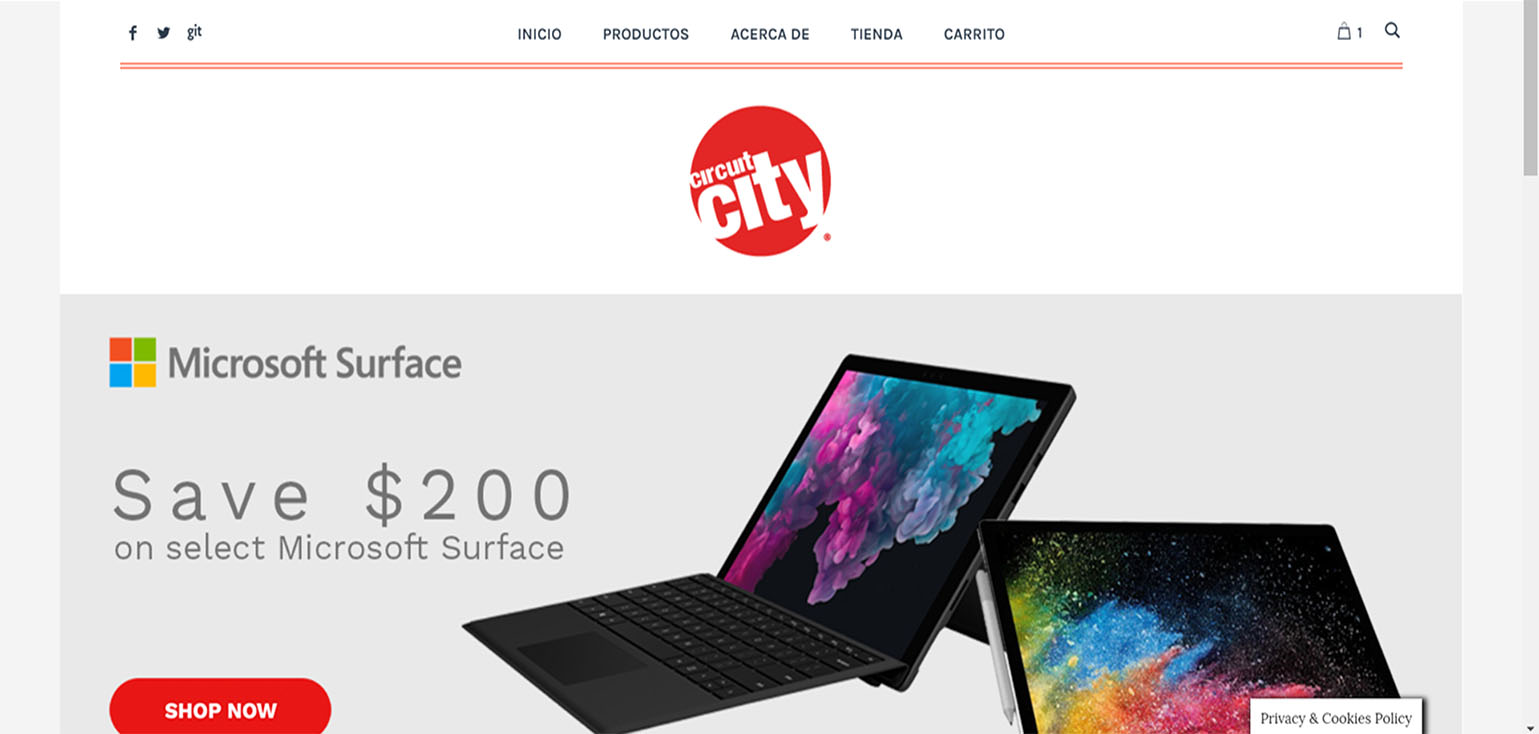 git
INICIO PRODUCTOS ACERCA DE TIENDA CARRITO
1
circuit
city
®
Microsoft Surface
Save $200
on select Microsoft Surface
SHOP NOW
Privacy & Cookies Policy